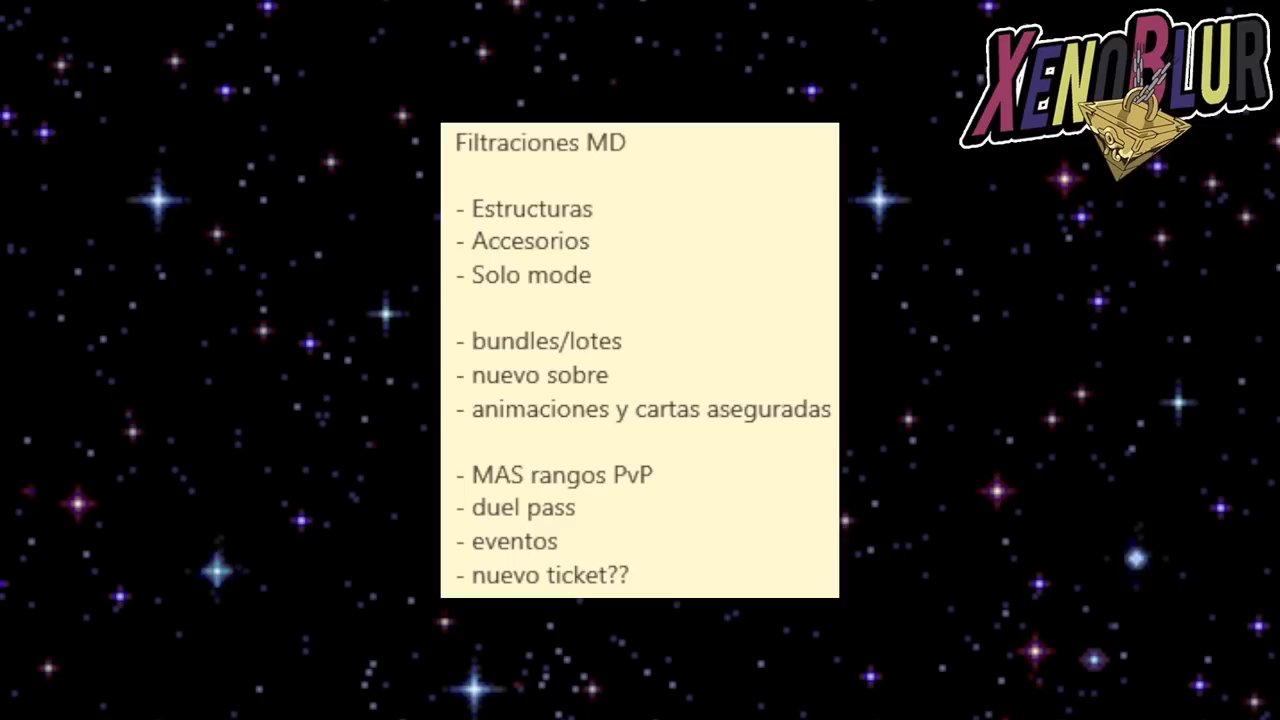 XENOBLUR
Filtraciones MD
- Estructuras
- Accesorios
- Solo mode
- bundles/lotes
- nuevo sobre
- animaciones y cartas aseguradas
- MAS rangos PvP
- duel pass
- eventos
- nuevo ticket??